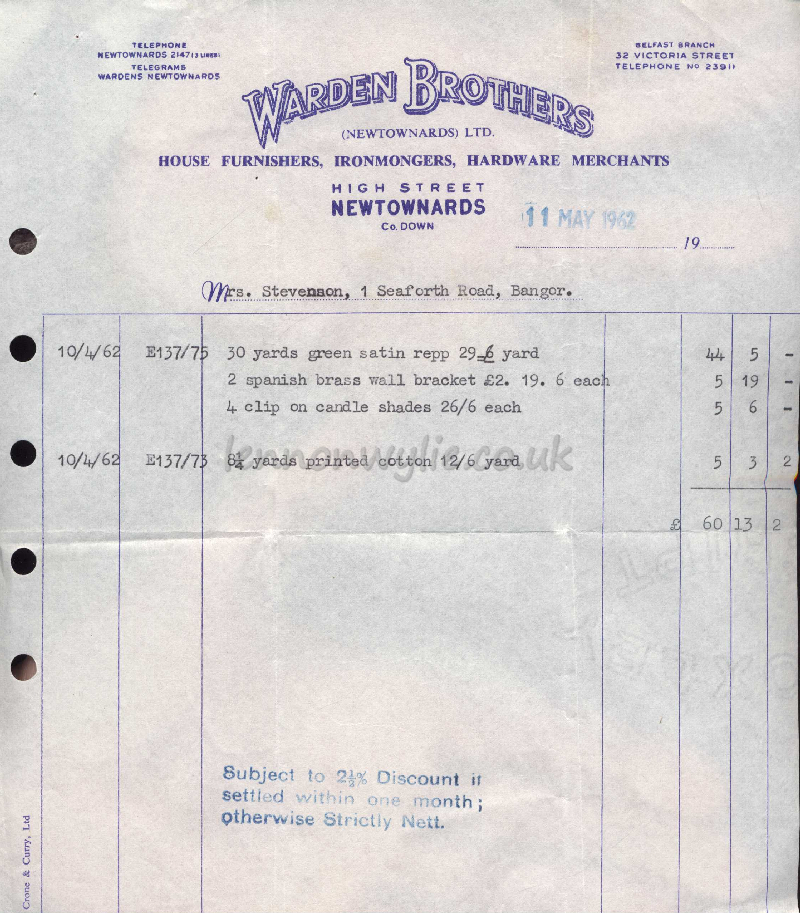 TELEPHONE
NEWTOWNARDS 2147 (3 LINES)
TELEGRAMS
WARDENS NEWTOWNARDS
BELFAST BRANCH
32 VICTORIA STREET
TELEPHONE No 23911
WARDEN BROTHERS
(NEWTOWNARDS) LTD.
HOUSE FURNISHERS, IRONMONGERS, HARDWARE MERCHANTS
HIGH STREET
NEWTOWNARDS
Co. DOWN
11 MAY 1962
19
Mrs. Stevenson, 1 Seaforth Road, Bangor.
10/4/62 E137/75 30 yards green satin repp 29-6 yard 44 5 -
2 spanish brass wall bracket £2. 19. 6 each 5 19 -
4 clip on candle shades 26/6 each 5 6 -
lennonwylie.co.uk
10/4/62 E137/73 8¼ yards printed cotton 12/6 yard 5 3 2
£ 60 13 2
Subject to 2½% Discount if
settled within one month;
otherwise Strictly Nett.
Crone & Curry, Ltd